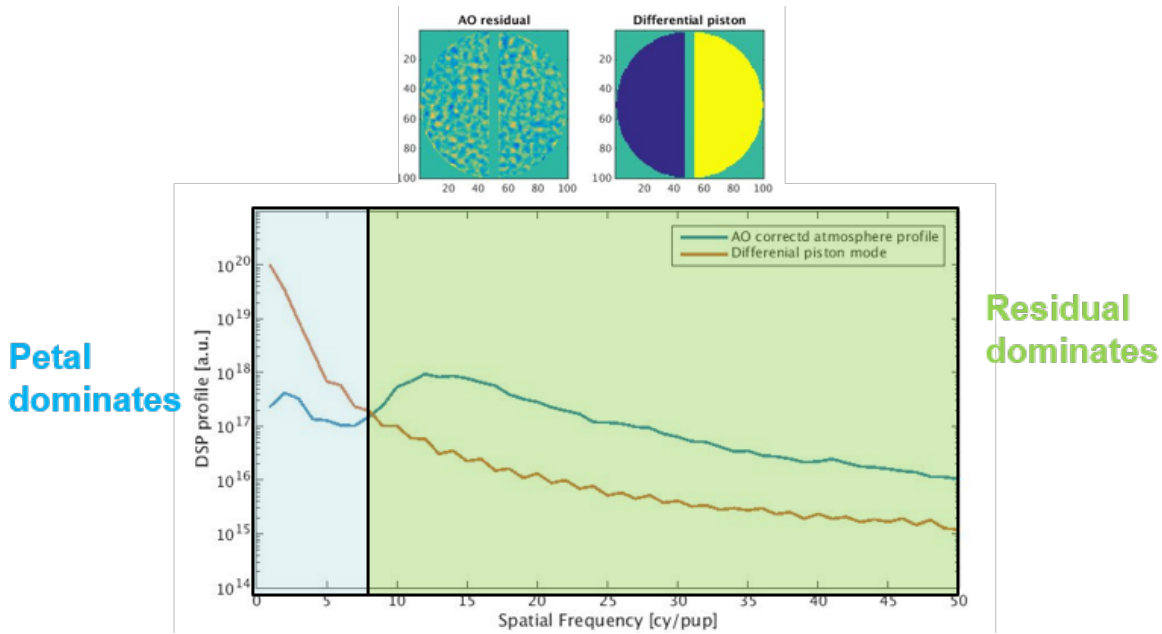 AO residual
Differential piston
20
40
60
80
100
20 40 60 80 100
20
40
60
80
100
20 40 60 80 100
AO correctd atmosphere profile
Differenial piston mode
Petal
dominates
Residual
dominates
DSP profile [a.u.]
10^20
10^19
10^18
10^17
10^16
10^15
10^14
0 5 10 15 20 25 30 35 40 45 50
Spatial Frequency [cy/pup]